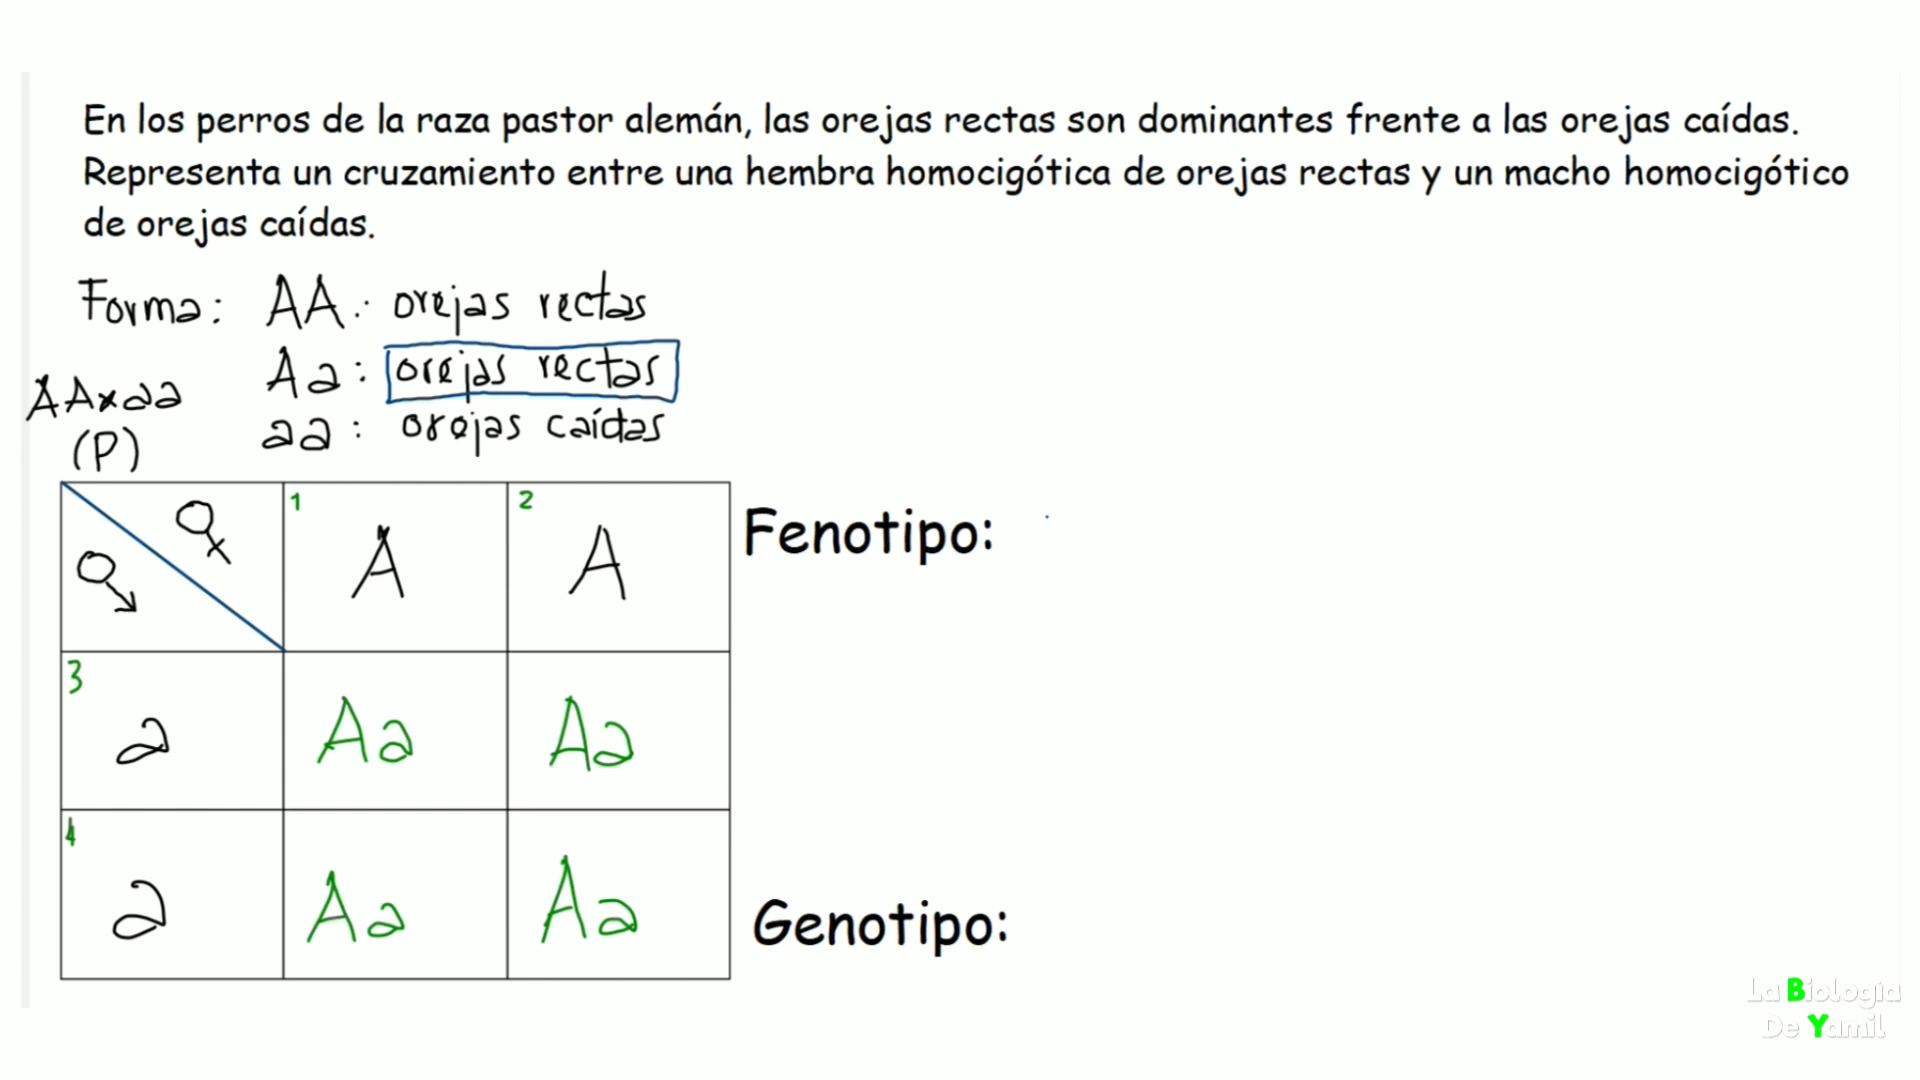 En los perros de la raza pastor alemán, las orejas rectas son dominantes frente a las orejas caídas.
Representa un cruzamiento entre una hembra homocigótica de orejas rectas y un macho homocigótico
de orejas caídas.
Forma: AA: orejas rectas
Aa: orejas rectas
AAxaa
aa: orejas caídas
(P)
♀ 1 A 2 A
♂
Fenotipo:
3 a Aa Aa
4 a Aa Aa
Genotipo:
La Biología
De Yamil